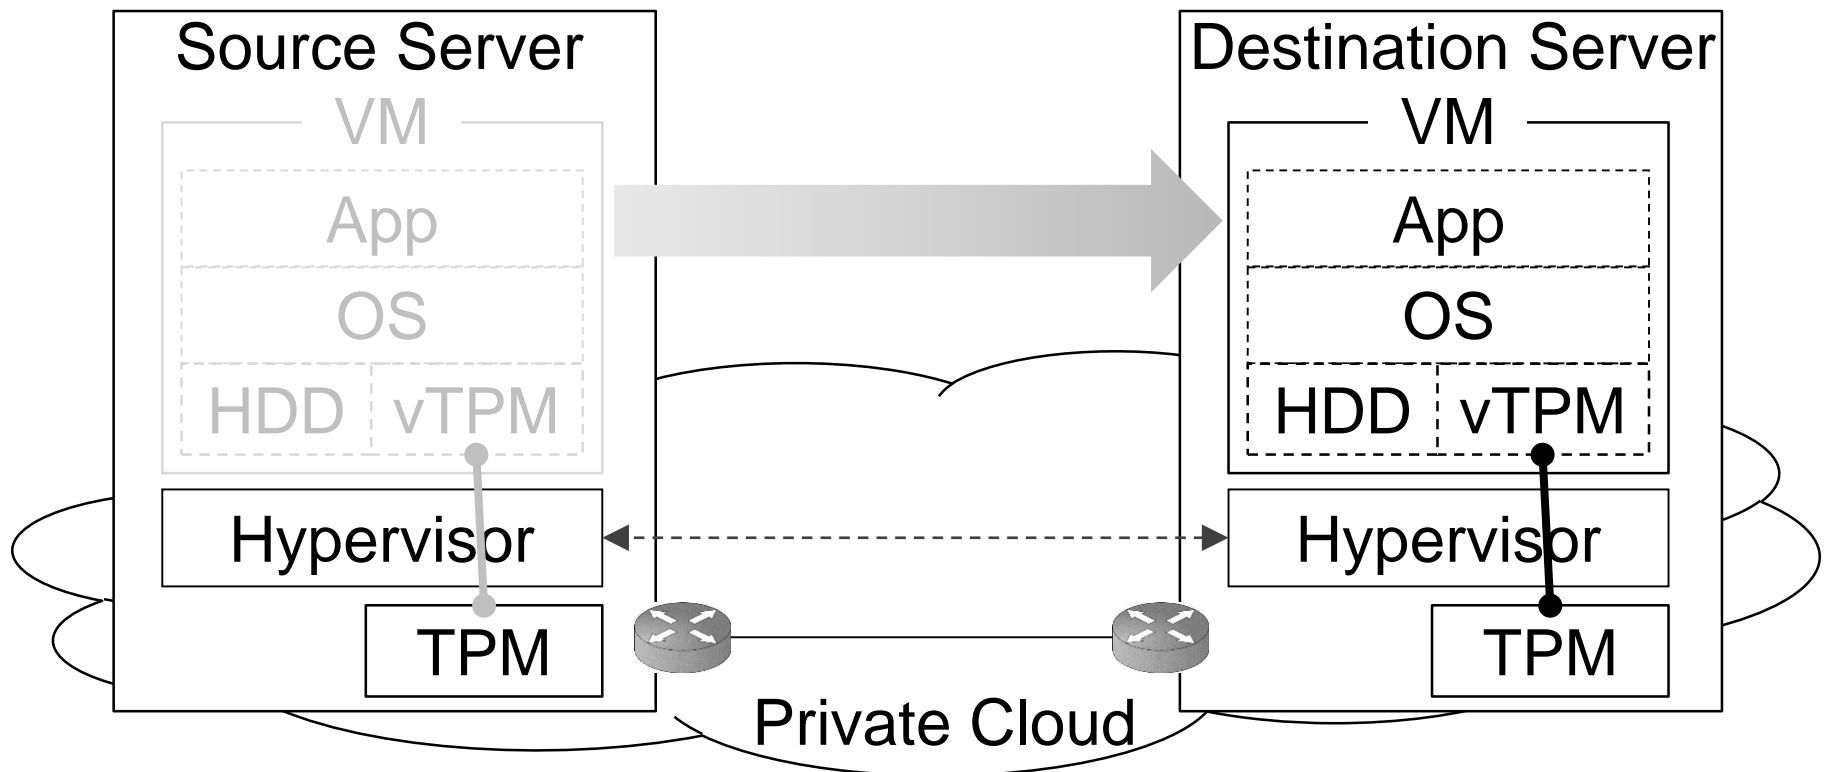 Source Server
VM
App
OS
HDD
vTPM
Hypervisor
TPM
Destination Server
VM
App
OS
HDD
vTPM
Hypervisor
TPM
Private Cloud